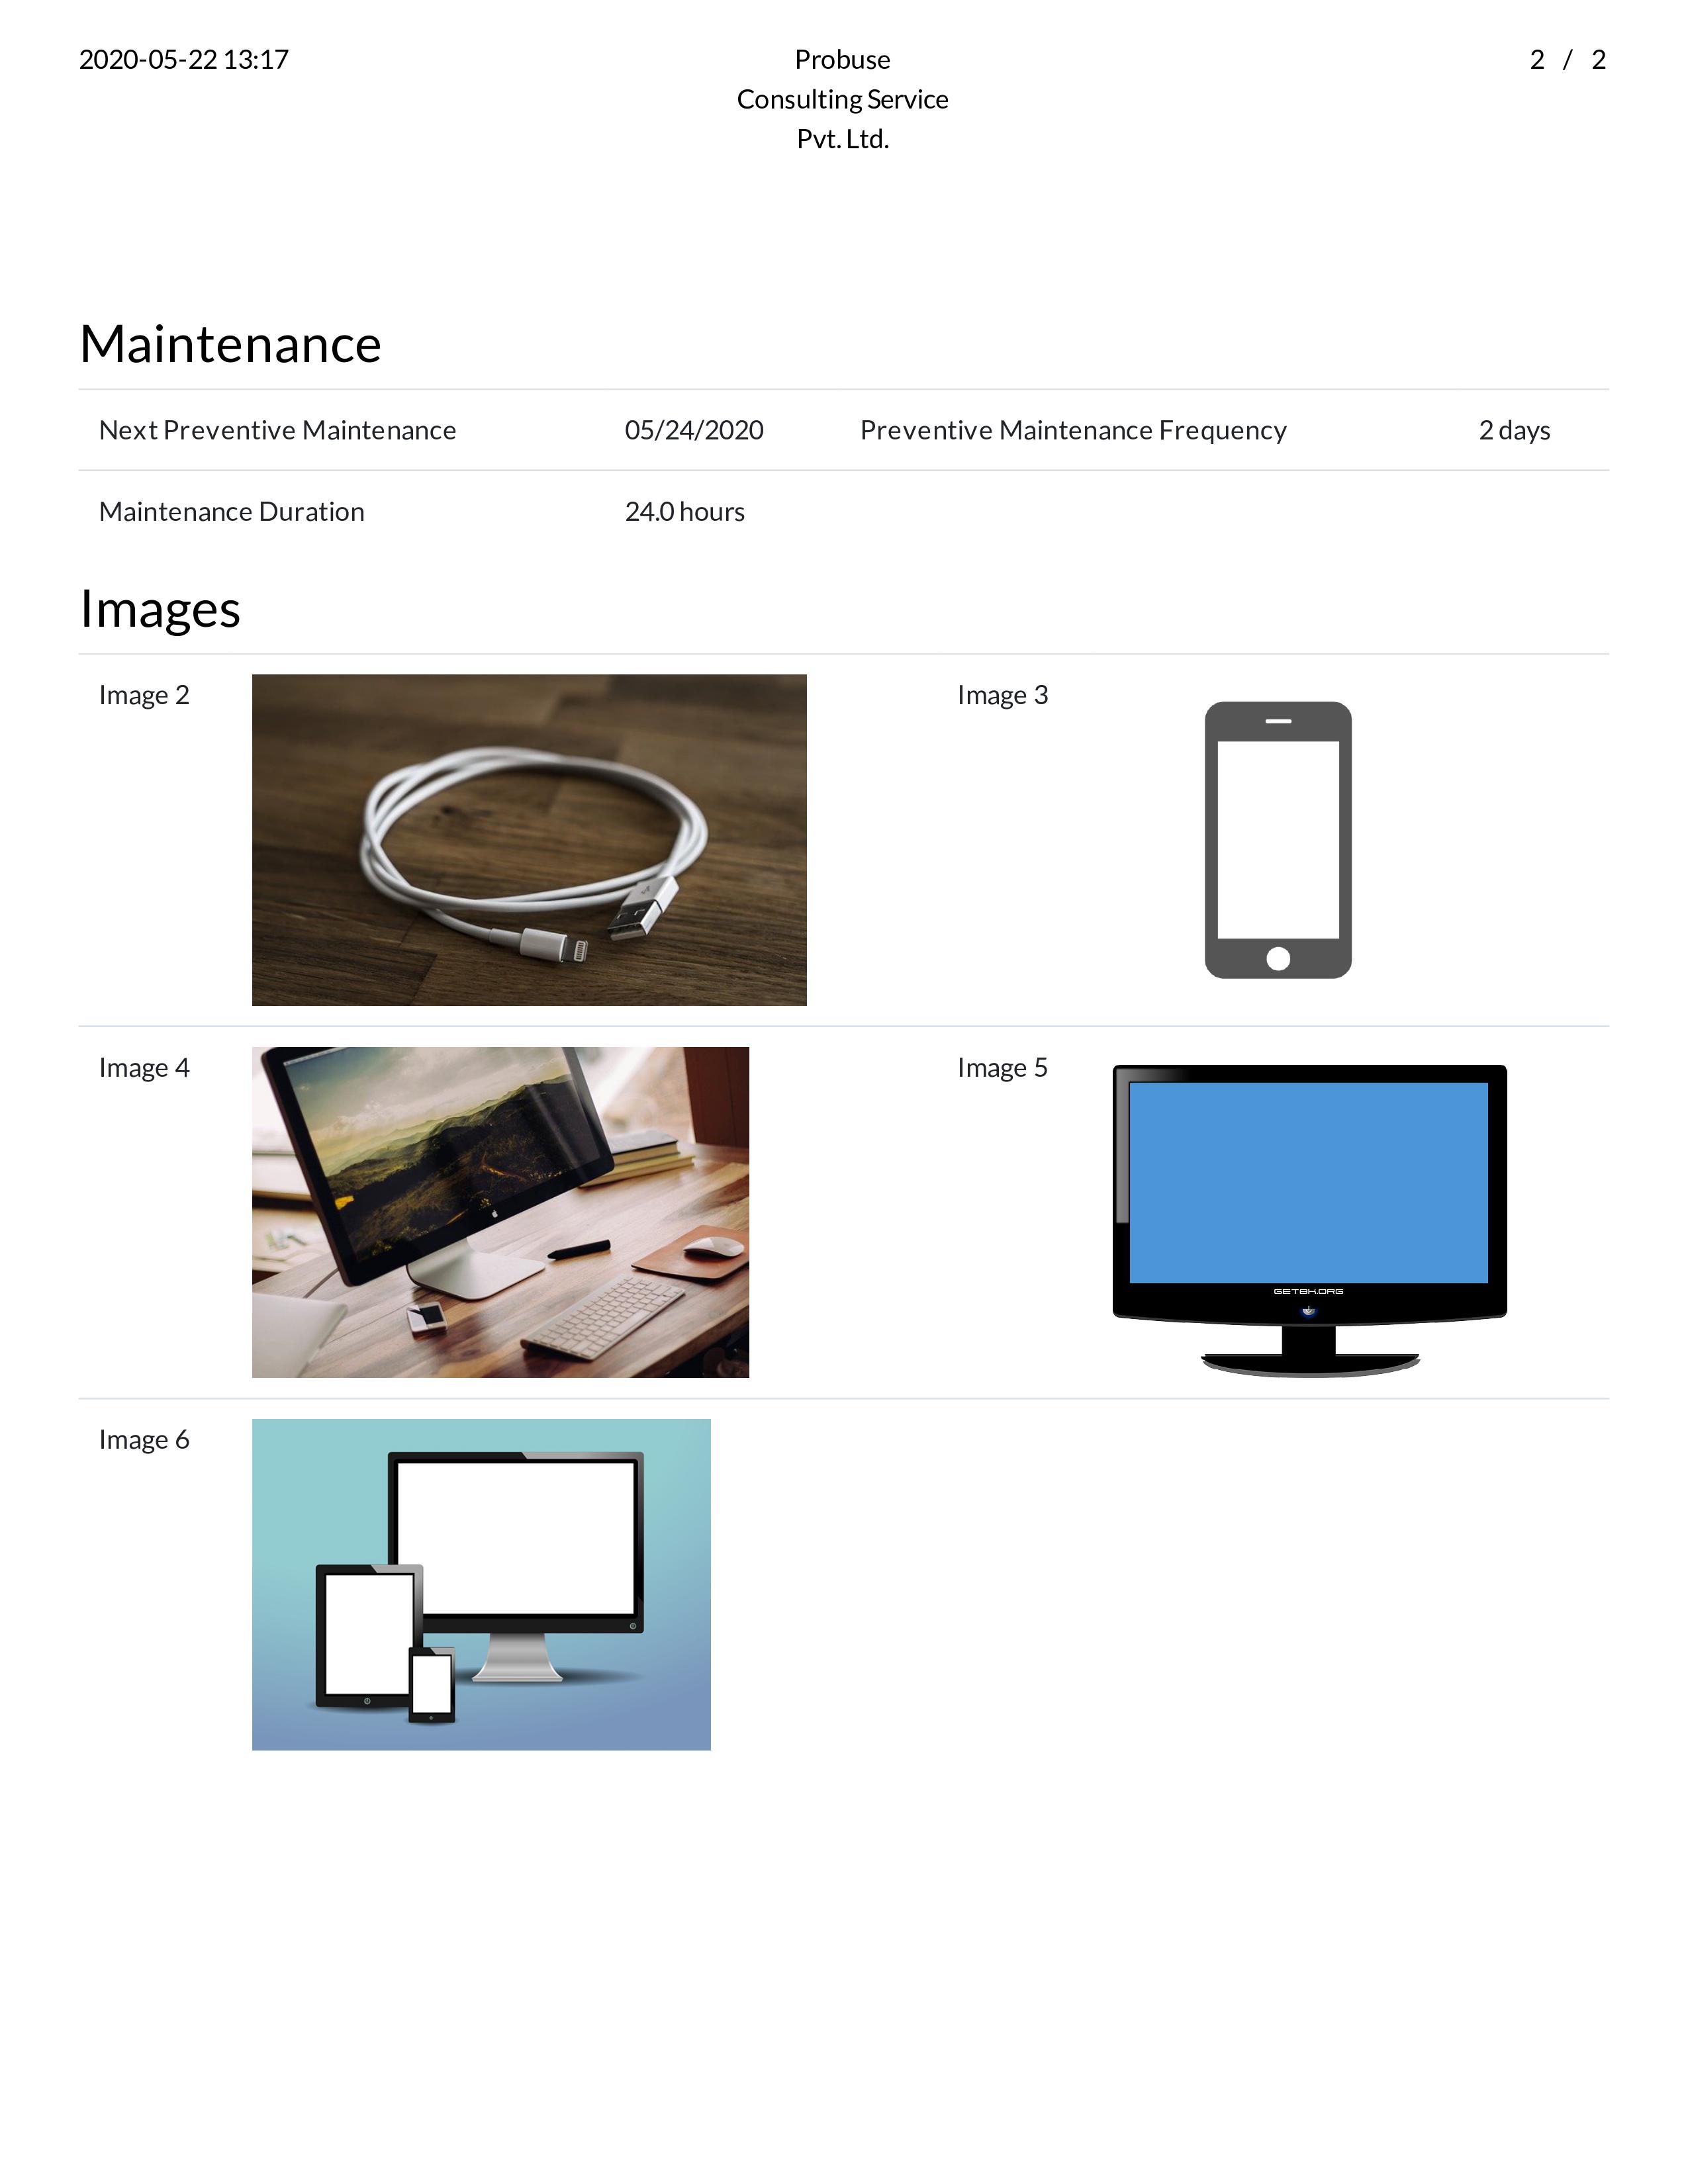 2020-05-22 13:17
Probuse
Consulting Service
Pvt. Ltd.
2 / 2
Maintenance
Next Preventive Maintenance 05/24/2020 Preventive Maintenance Frequency 2 days
Maintenance Duration 24.0 hours
Images
Image 2 Image 3
Image 4 Image 5
GET8K.ORG
Image 6